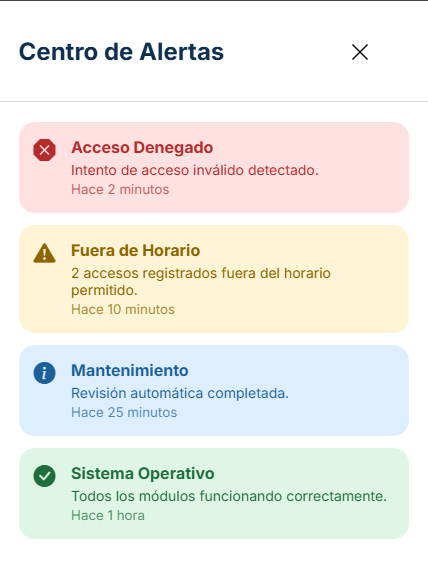 Centro de Alertas
Acceso Denegado
Intento de acceso inválido detectado.
Hace 2 minutos
Fuera de Horario
2 accesos registrados fuera del horario
permitido.
Hace 10 minutos
Mantenimiento
Revisión automática completada.
Hace 25 minutos
Sistema Operativo
Todos los módulos funcionando correctamente.
Hace 1 hora